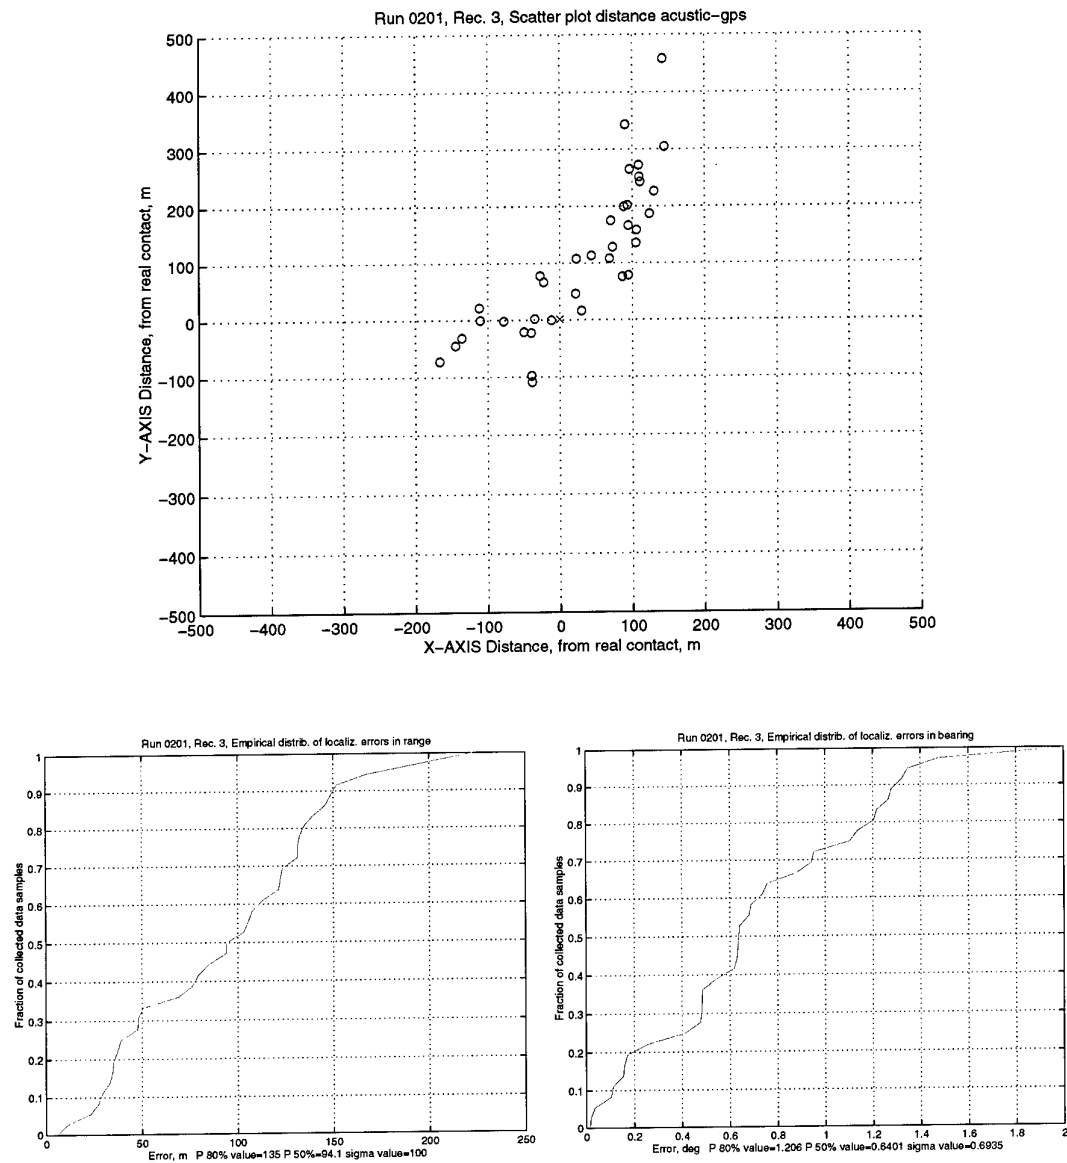 Run 0201, Rec. 3, Scatter plot distance acustic-gps
500
400
300
200
100
0
-100
-200
-300
-400
-500
Y-AXIS Distance, from real contact, m
-500 -400 -300 -200 -100 0 100 200 300 400 500
X-AXIS Distance, from real contact, m
Run 0201, Rec. 3, Empirical distrib. of localiz. errors in range
1
0.9
0.8
0.7
0.6
0.5
0.4
0.3
0.2
0.1
0
Fraction of collected data samples
0 50 100 150 200 250
Error, m P 80% value=135 P 50%=94.1 sigma value=100
Run 0201, Rec. 3, Empirical distrib. of localiz. errors in bearing
1
0.9
0.8
0.7
0.6
0.5
0.4
0.3
0.2
0.1
0
Fraction of collected data samples
0 0.2 0.4 0.6 0.8 1 1.2 1.4 1.6 1.8 2
Error, deg P 80% value=1.206 P 50% value=0.6401 sigma value=0.6935